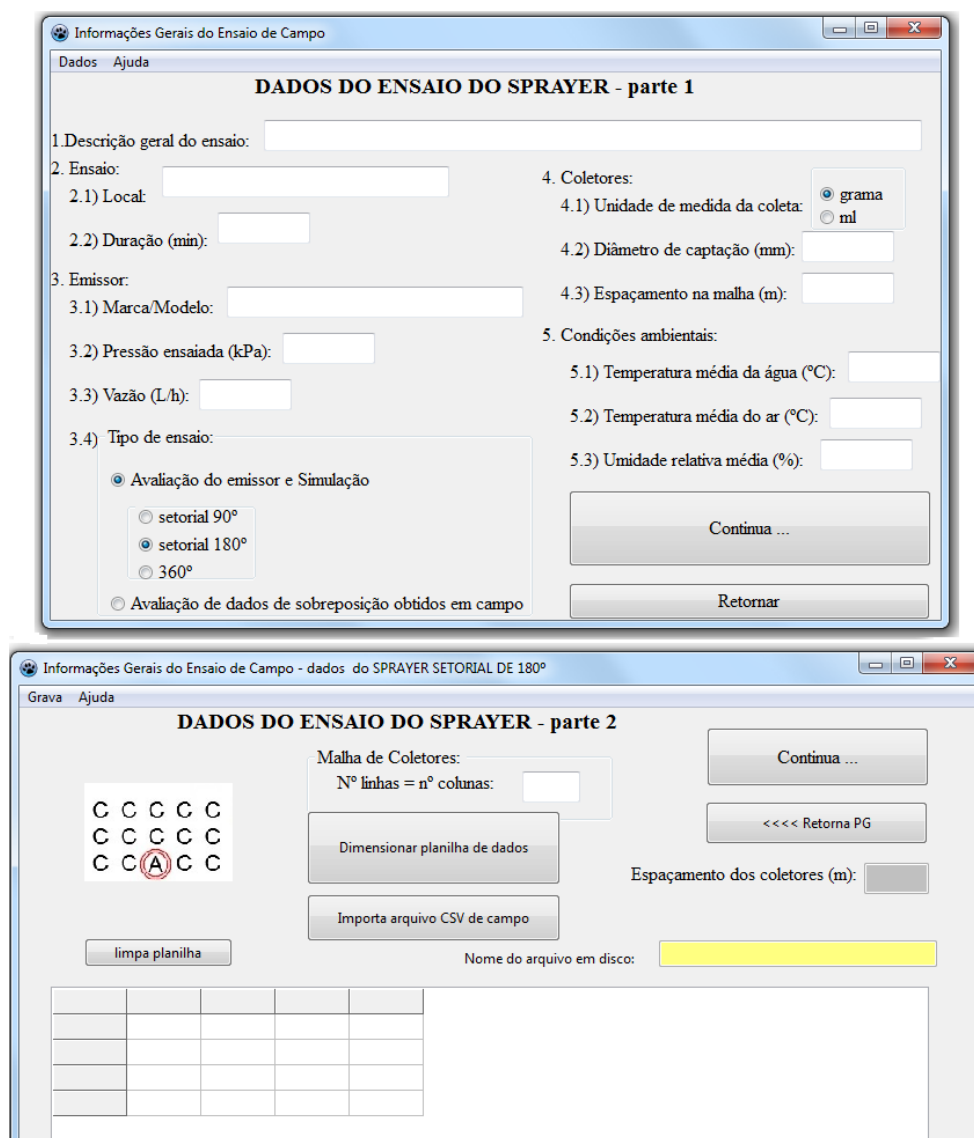 Informações Gerais do Ensaio de Campo
Dados Ajuda
DADOS DO ENSAIO DO SPRAYER - parte 1
1.Descrição geral do ensaio:
2. Ensaio:
2.1) Local:
2.2) Duração (min):
3. Emissor:
3.1) Marca/Modelo:
3.2) Pressão ensaiada (kPa):
3.3) Vazão (L/h):
3.4) Tipo de ensaio:
Avaliação do emissor e Simulação
setorial 90º
setorial 180º
360º
Avaliação de dados de sobreposição obtidos em campo
4. Coletores:
4.1) Unidade de medida da coleta:
grama
ml
4.2) Diâmetro de captação (mm):
4.3) Espaçamento na malha (m):
5. Condições ambientais:
5.1) Temperatura média da água (ºC):
5.2) Temperatura média do ar (ºC):
5.3) Umidade relativa média (%):
Continua ...
Retornar
Informações Gerais do Ensaio de Campo - dados do SPRAYER SETORIAL DE 180º
Grava Ajuda
DADOS DO ENSAIO DO SPRAYER - parte 2
C C C C C
C C C C C
C C A C C
limpa planilha
Malha de Coletores:
Nº linhas = nº colunas:
Dimensionar planilha de dados
Importa arquivo CSV de campo
Continua ...
<<<< Retorna PG
Espaçamento dos coletores (m):
Nome do arquivo em disco: